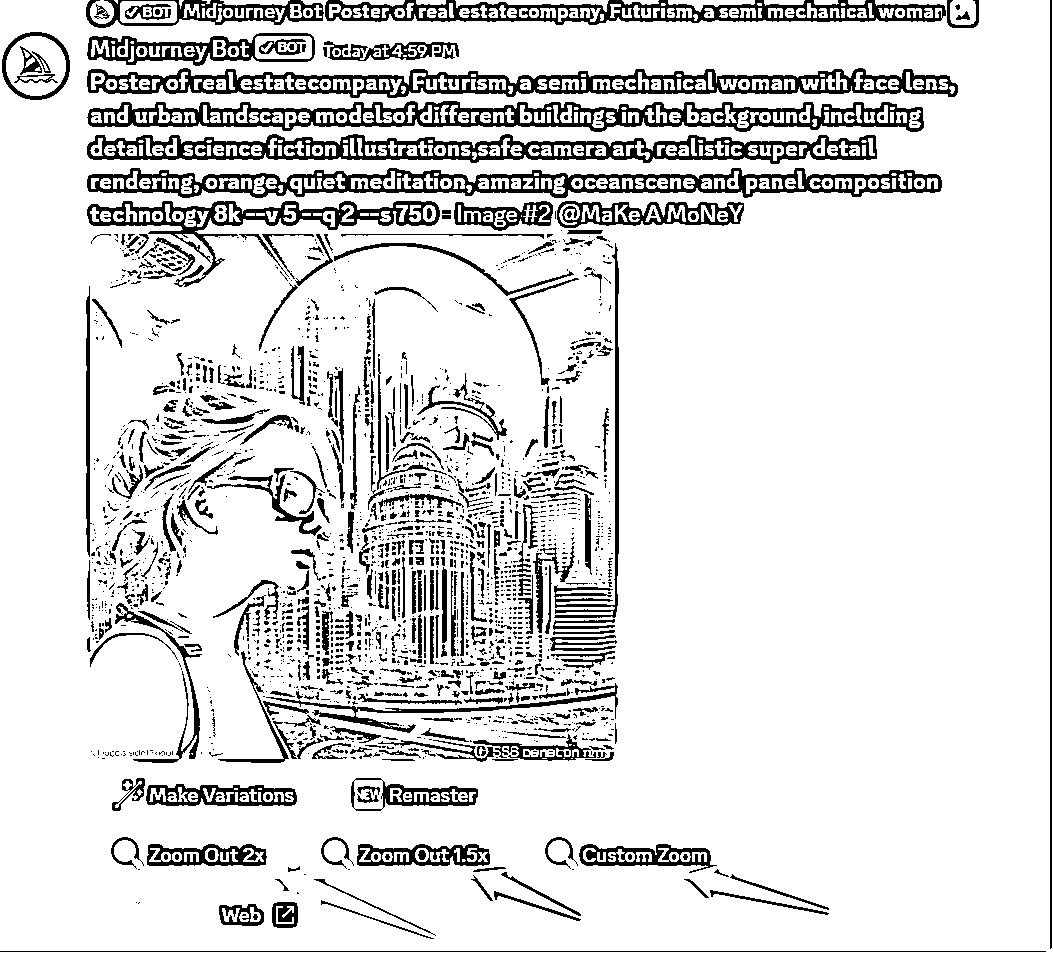 BOT Midjourney Bot Poster of real estatecompany, Futurism, a semi mechanical woman
Midjourney Bot BOT Today at 4:59 PM
Poster of real estatecompany, Futurism, a semi mechanical woman with face lens,
and urban landscape modelsof different buildings in the background, including
detailed science fiction illustrations,safe camera art, realistic super detail
rendering, orange, quiet meditation, amazing oceanscene and panel composition
technology 8k --v 5 --q 2 --s 750 - Image #2 @MaKe A MoNeY
Make Variations
NEW Remaster
Zoom Out 2x
Zoom Out 1.5x
Custom Zoom
Web